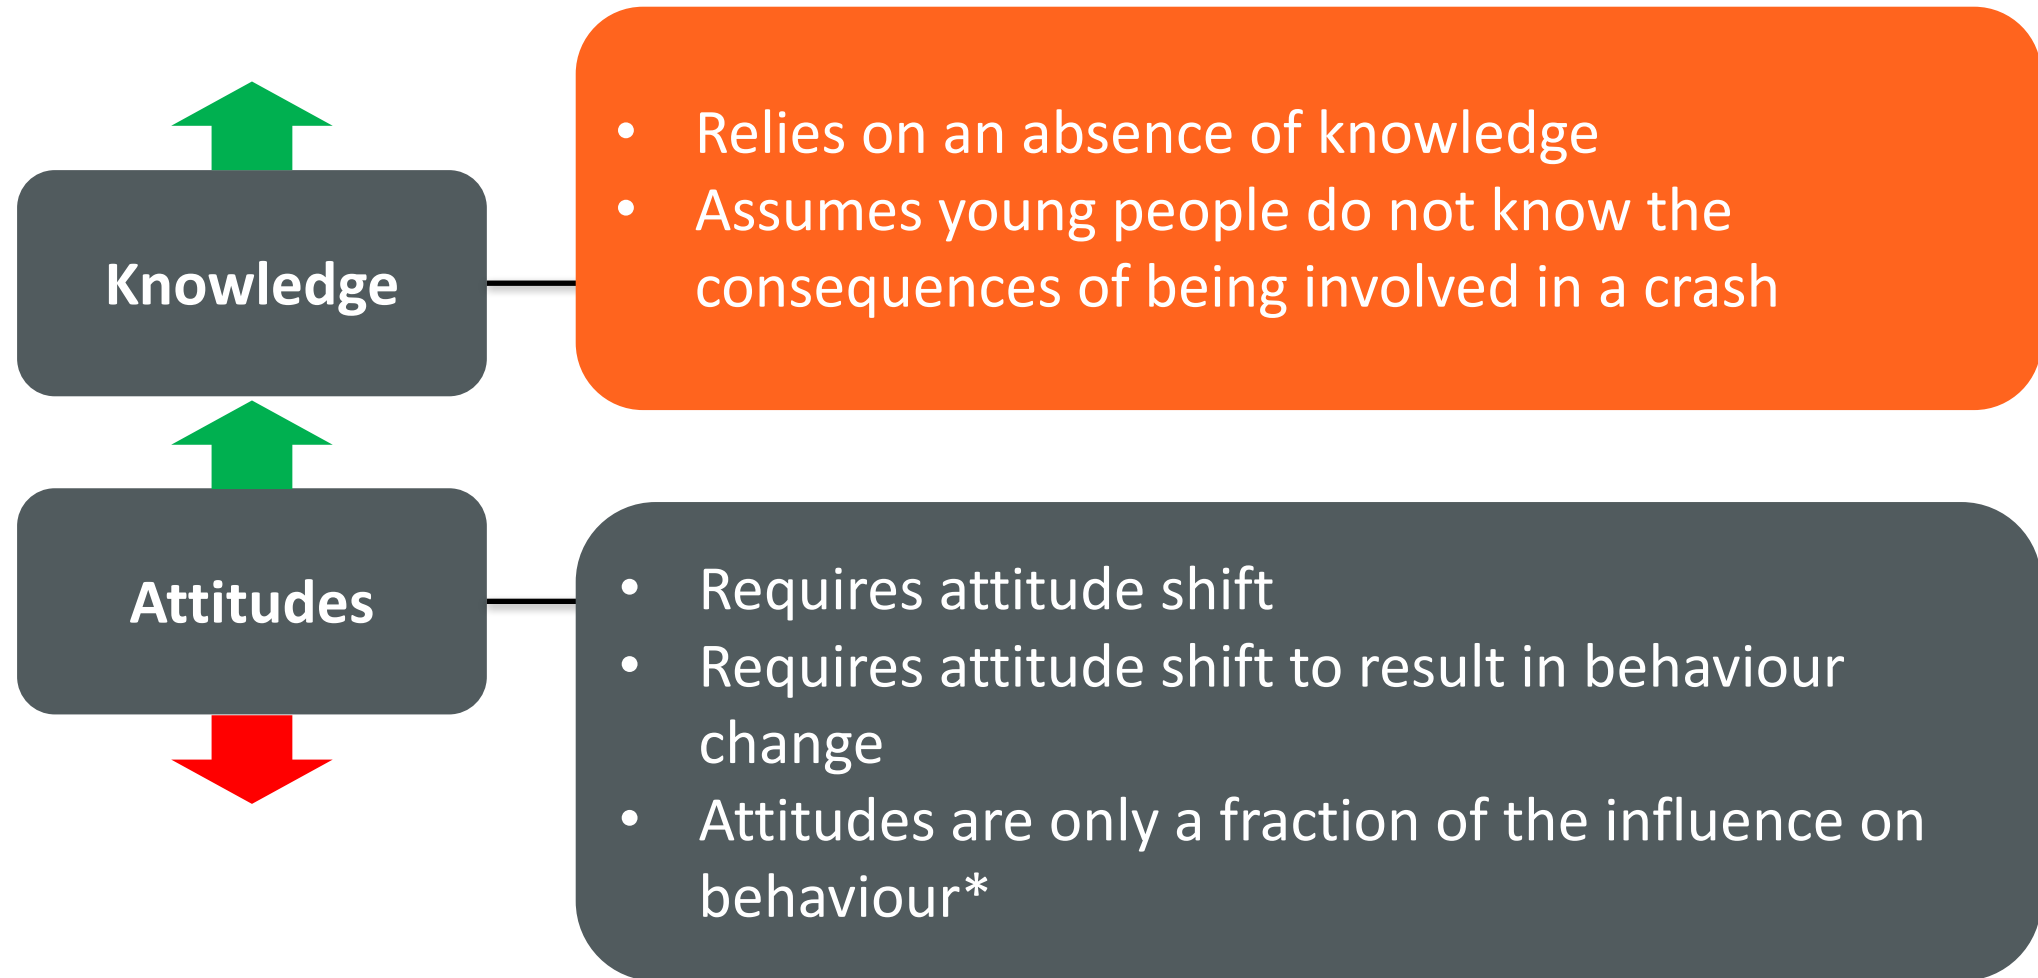 Knowledge
• Relies on an absence of knowledge
• Assumes young people do not know the
consequences of being involved in a crash
Attitudes
• Requires attitude shift
• Requires attitude shift to result in behaviour
change
• Attitudes are only a fraction of the influence on
behaviour*